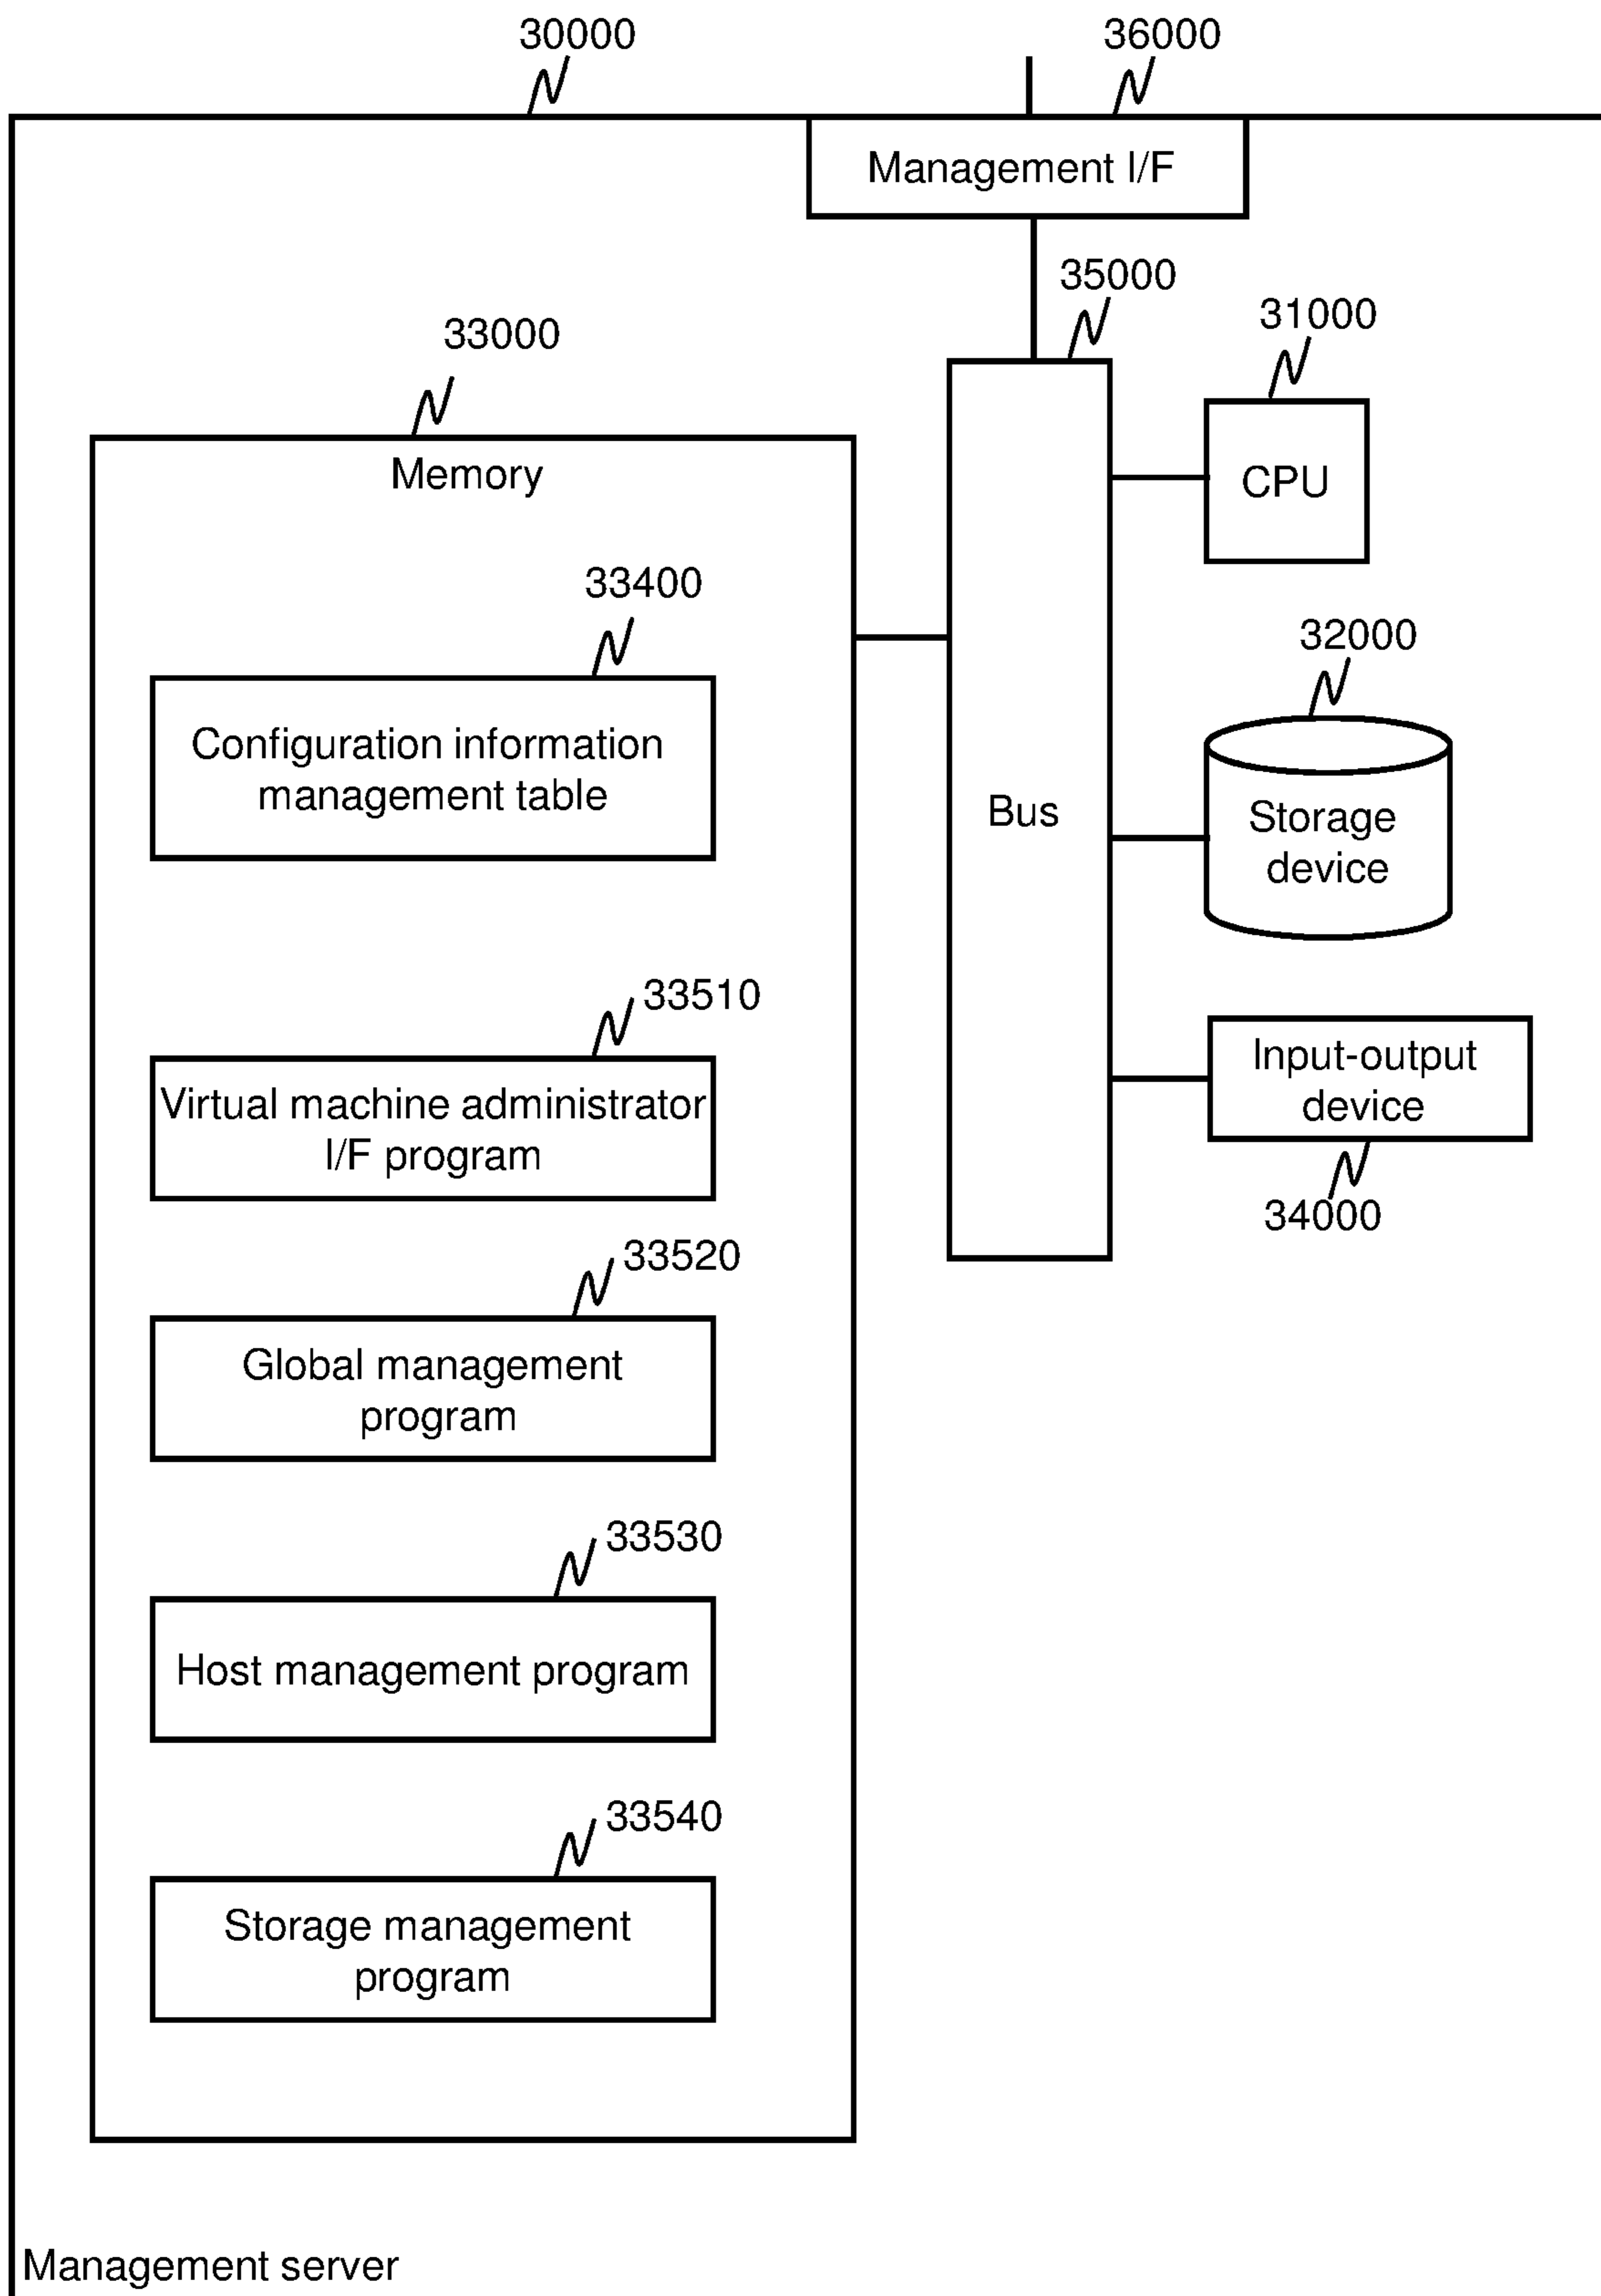 30000
36000
Management I/F
35000
31000
33000
Memory
CPU
33400
32000
Configuration information
management table
Bus
Storage
device
33510
Virtual machine administrator
I/F program
Input-output
device
34000
33520
Global management
program
33530
Host management program
33540
Storage management
program
Management server